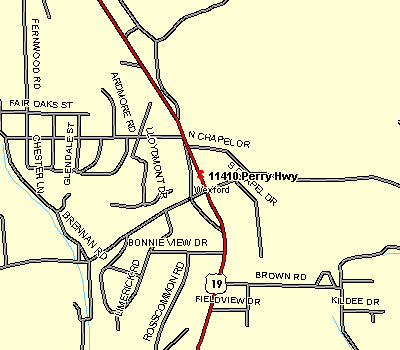 FERNWOOD RD
ARDMORE RD
FAIR OAKS ST
LLOYDMONT DR
N CHAPEL DR
CHESTER LN
GLENDALE ST
11410 Perry Hwy
Wexford
S CHAPEL DR
BRENNAN RD
BONNIE VIEW DR
LIMERICK RD
ROSSCOMMON RD
19
BROWN RD
FIELDVIEW DR
KILDEE DR